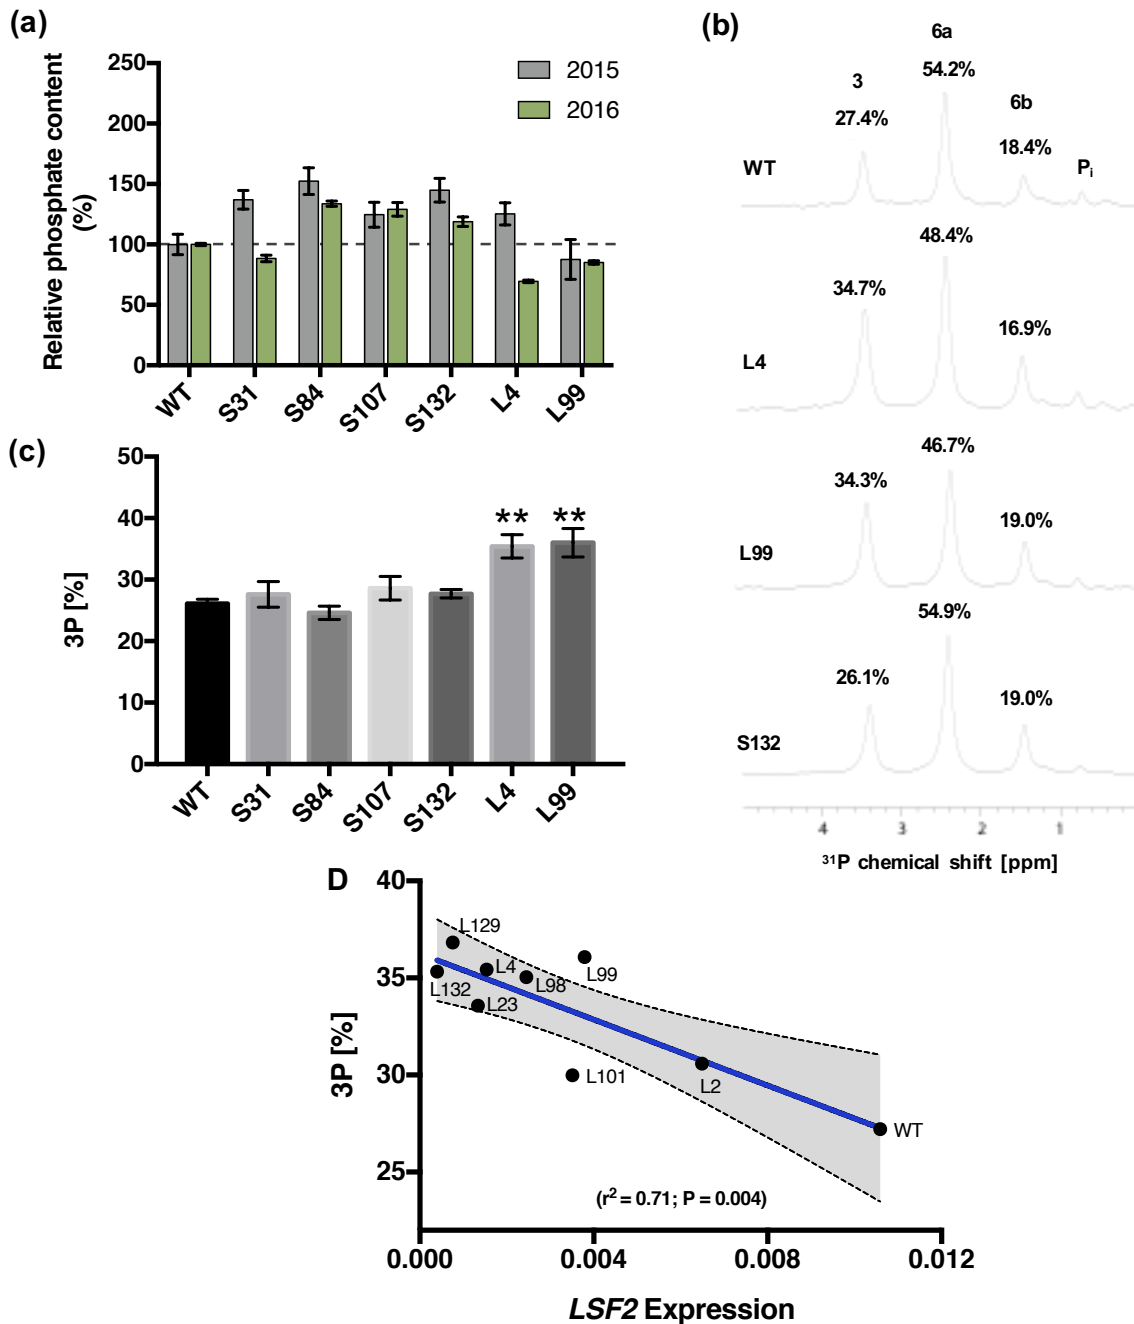 (a)
Relative phosphate content
(%)
250
200
150
100
50
0
2015
2016
WT
S31
S84
S107
S132
L4
L99
(b)
6a
54.2%
3
27.4%
6b
18.4%
Pi
WT
48.4%
34.7%
16.9%
L4
46.7%
34.3%
19.0%
L99
54.9%
26.1%
19.0%
S132
4 3 2 1
31P chemical shift [ppm]
(c)
3P [%]
50
40
30
20
10
0
** **
WT
S31
S84
S107
S132
L4
L99
D
3P [%]
40
35
30
25
L129
L132
L4
L23
L98
L99
L101
L2
WT
(r2 = 0.71; P = 0.004)
0.000 0.004 0.008 0.012
LSF2 Expression